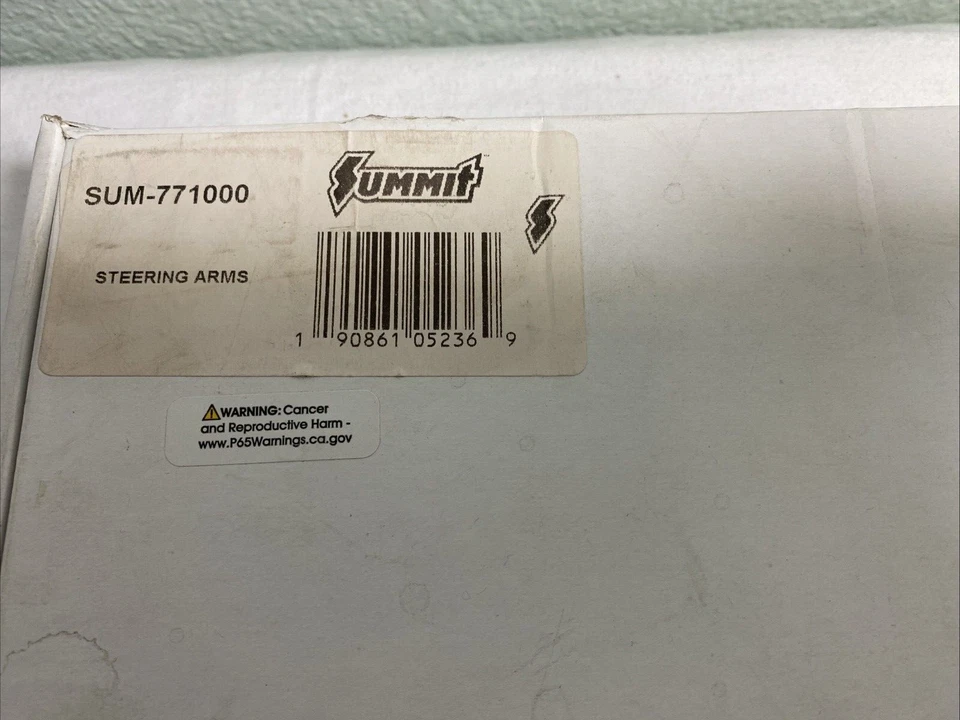 SUM-771000
SUMMIT
STEERING ARMS
1 90861 05236 9
WARNING: Cancer
and Reproductive Harm -
www.P65Warnings.ca.gov